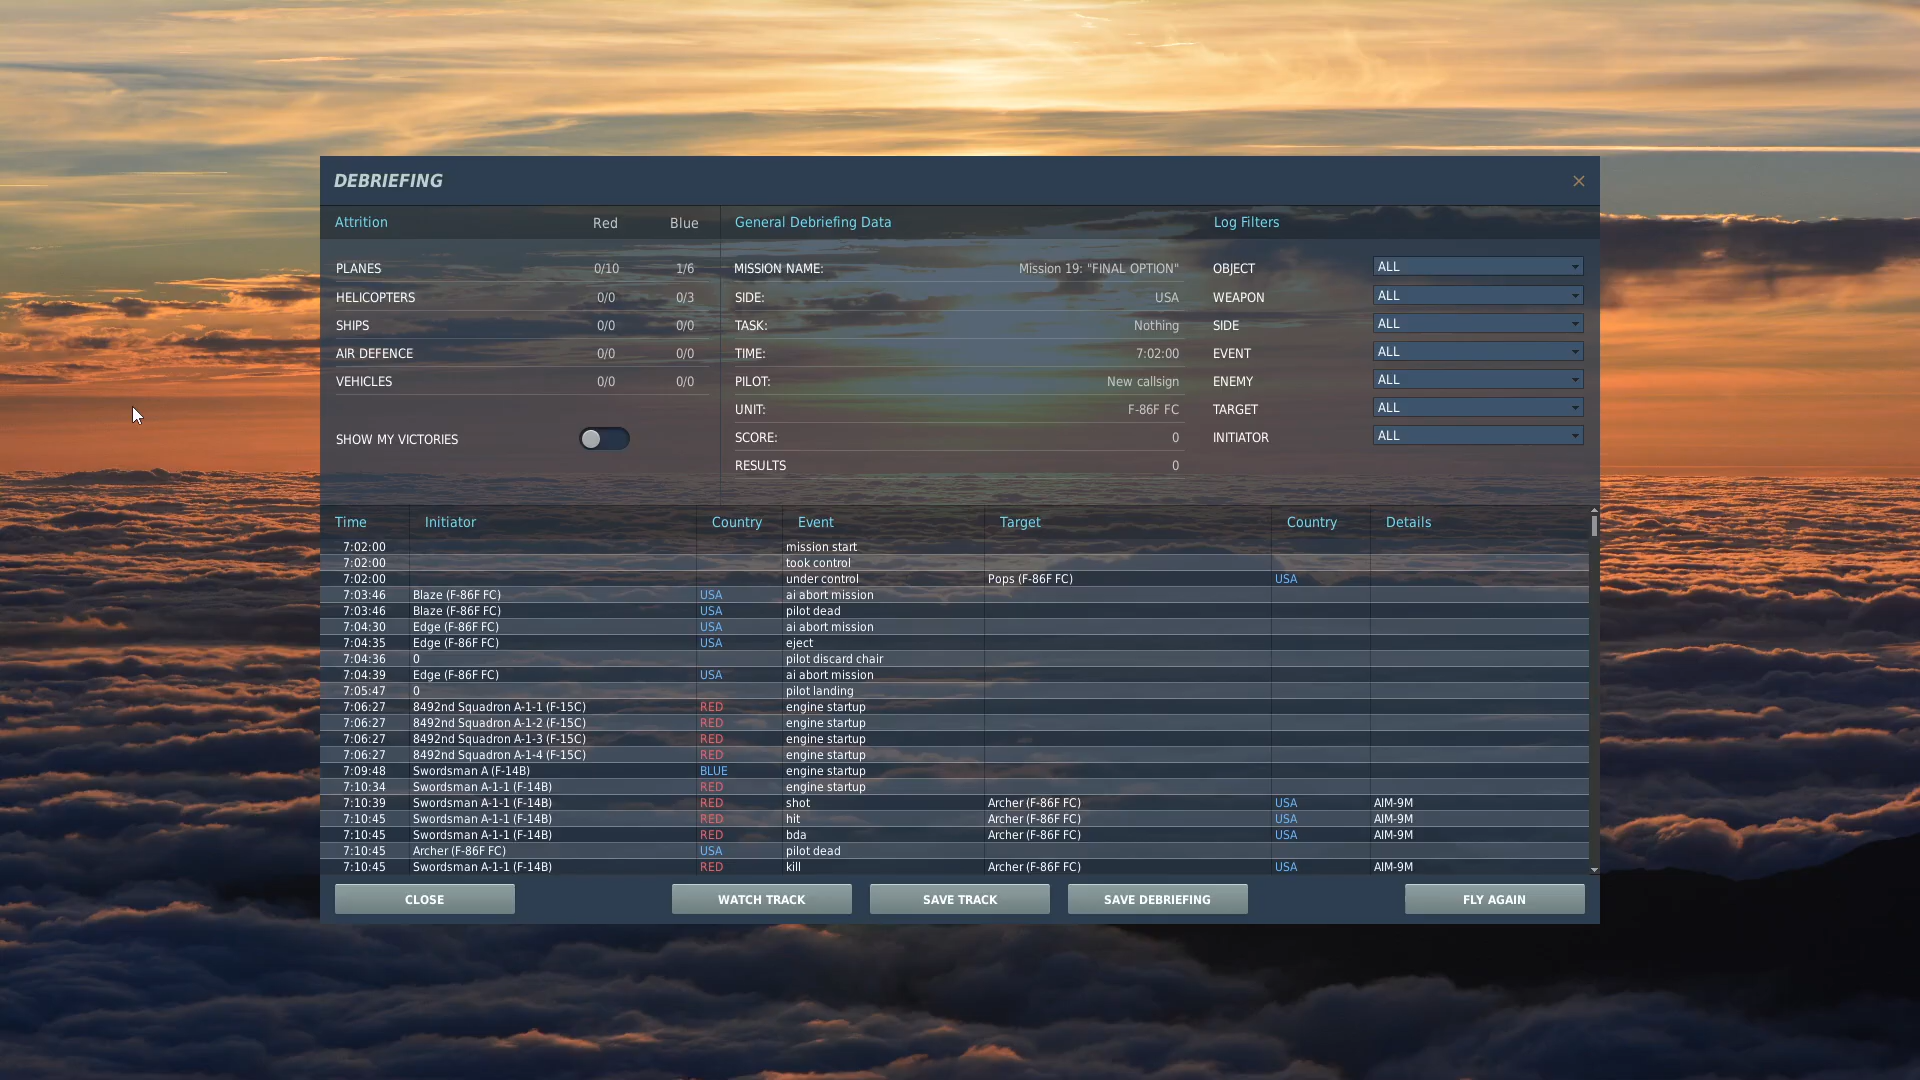 DEBRIEFING
Attrition Red Blue General Debriefing Data Log Filters
PLANES 0/10 1/6 MISSION NAME: Mission 19: "FINAL OPTION" OBJECT ALL
HELICOPTERS 0/0 0/3 SIDE: USA WEAPON ALL
SHIPS 0/0 0/0 TASK: Nothing SIDE ALL
AIR DEFENCE 0/0 0/0 TIME: 7:02:00 EVENT ALL
VEHICLES 0/0 0/0 PILOT: New callsign ENEMY ALL
UNIT: F-86F FC TARGET ALL
SHOW MY VICTORIES SCORE: 0 INITIATOR ALL
RESULTS 0
Time Initiator Country Event Target Country Details
7:02:00 mission start
7:02:00 took control
7:02:00 under control Pops (F-86F FC) USA
7:03:46 Blaze (F-86F FC) USA ai abort mission
7:03:46 Blaze (F-86F FC) USA pilot dead
7:04:30 Edge (F-86F FC) USA ai abort mission
7:04:35 Edge (F-86F FC) USA eject
7:04:36 0 pilot discard chair
7:04:39 Edge (F-86F FC) USA ai abort mission
7:05:47 0 pilot landing
7:06:27 8492nd Squadron A-1-1 (F-15C) RED engine startup
7:06:27 8492nd Squadron A-1-2 (F-15C) RED engine startup
7:06:27 8492nd Squadron A-1-3 (F-15C) RED engine startup
7:06:27 8492nd Squadron A-1-4 (F-15C) RED engine startup
7:09:48 Swordsman A (F-14B) BLUE engine startup
7:10:34 Swordsman A-1-1 (F-14B) RED engine startup
7:10:39 Swordsman A-1-1 (F-14B) RED shot Archer (F-86F FC) USA AIM-9M
7:10:45 Swordsman A-1-1 (F-14B) RED hit Archer (F-86F FC) USA AIM-9M
7:10:45 Swordsman A-1-1 (F-14B) RED bda Archer (F-86F FC) USA AIM-9M
7:10:45 Archer (F-86F FC) USA pilot dead
7:10:45 Swordsman A-1-1 (F-14B) RED kill Archer (F-86F FC) USA AIM-9M
CLOSE WATCH TRACK SAVE TRACK SAVE DEBRIEFING FLY AGAIN